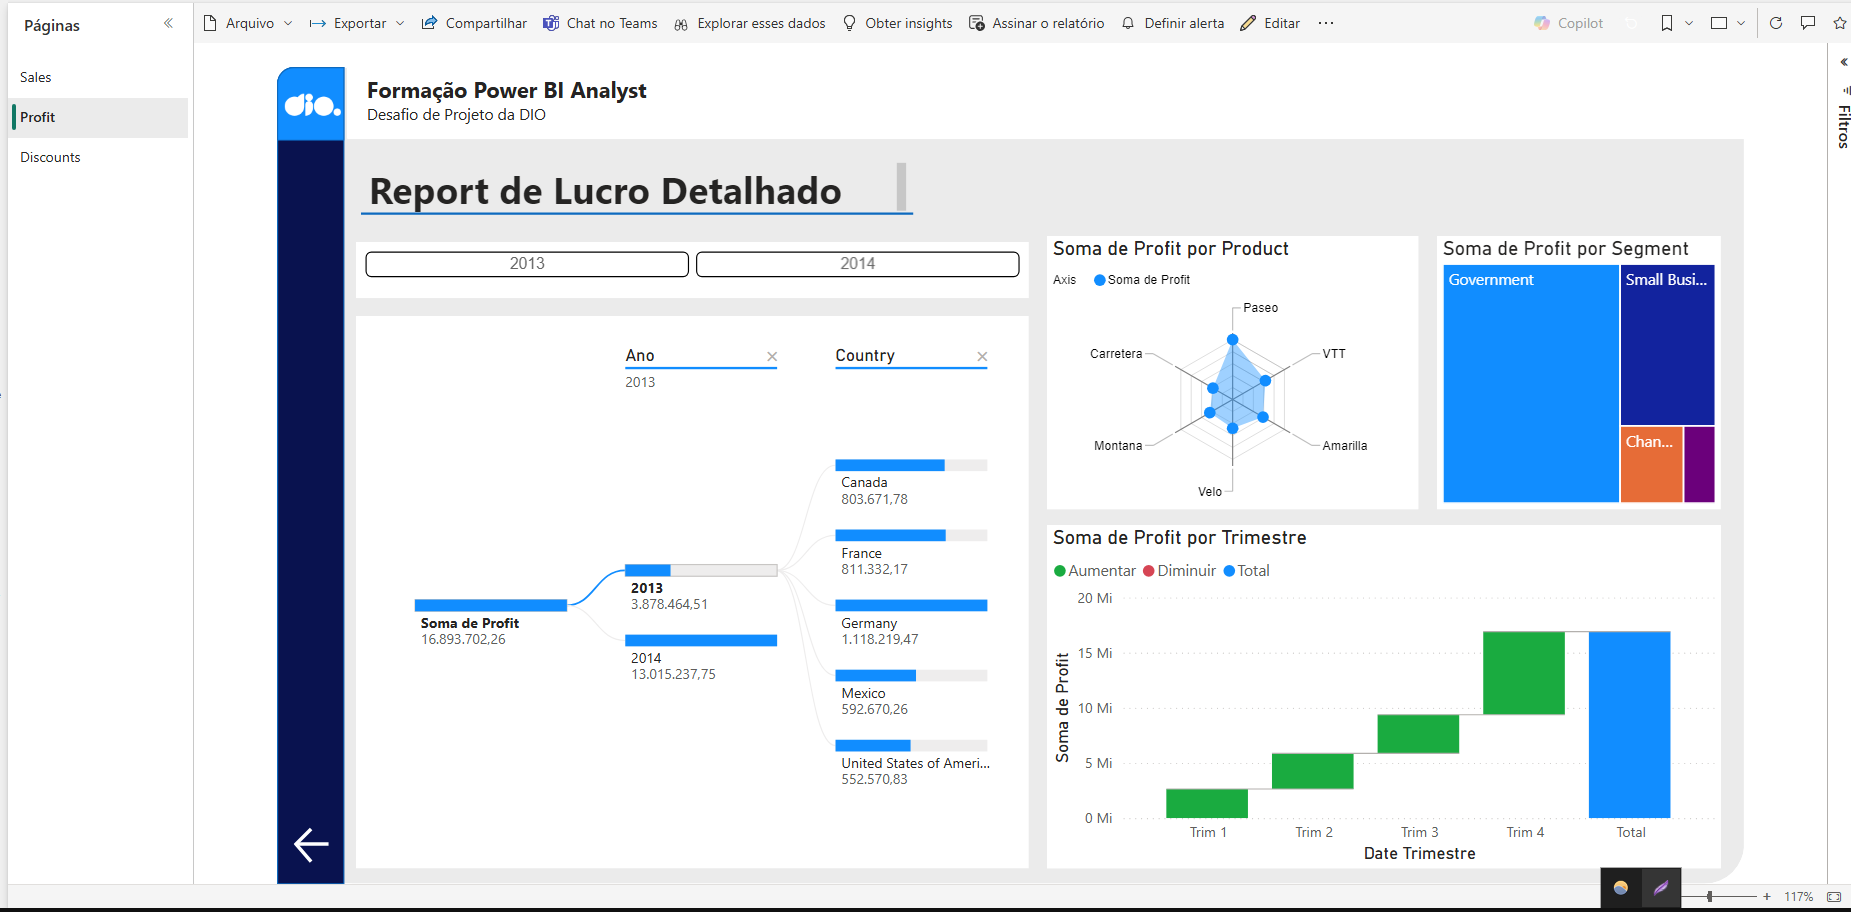 Páginas
Sales
Profit
Discounts
Arquivo
Exportar
Compartilhar
Chat no Teams
Explorar esses dados
Obter insights
Assinar o relatório
Definir alerta
Editar
Copilot
Filtros
dio.
Formação Power BI Analyst
Desafio de Projeto da DIO
Report de Lucro Detalhado
2013
2014
Ano
2013
Country
Soma de Profit
16.893.702,26
2013
3.878.464,51
2014
13.015.237,75
Canada
803.671,78
France
811.332,17
Germany
1.118.219,47
Mexico
592.670,26
United States of Ameri...
552.570,83
Soma de Profit por Product
Axis
Soma de Profit
Paseo
VTT
Amarilla
Velo
Montana
Carretera
Soma de Profit por Segment
Government
Small Busi...
Chan...
Soma de Profit por Trimestre
Aumentar
Diminuir
Total
Soma de Profit
20 Mi
15 Mi
10 Mi
5 Mi
0 Mi
Trim 1
Trim 2
Trim 3
Trim 4
Total
Date Trimestre
117%